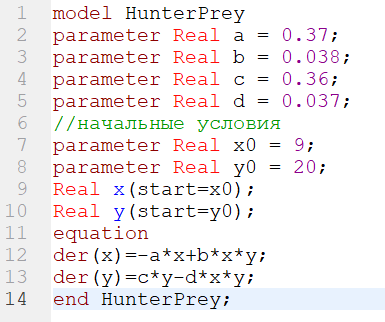 1 model HunterPrey
2 parameter Real a = 0.37;
3 parameter Real b = 0.038;
4 parameter Real c = 0.36;
5 parameter Real d = 0.037;
6 //начальные условия
7 parameter Real x0 = 9;
8 parameter Real y0 = 20;
9 Real x(start=x0);
10 Real y(start=y0);
11 equation
12 der(x)=-a*x+b*x*y;
13 der(y)=c*y-d*x*y;
14 end HunterPrey;